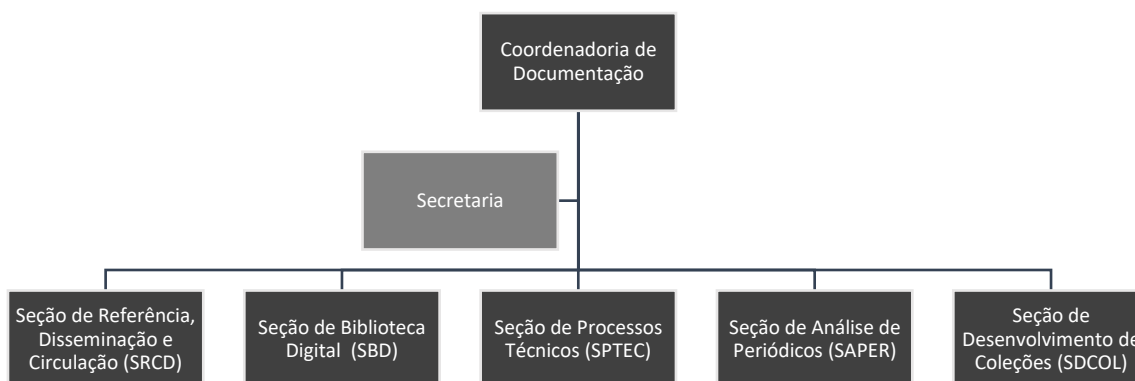 Coordenadoria de
Documentação
Secretaria
Seção de Referência,
Disseminação e
Circulação (SRCD)
Seção de Biblioteca
Digital (SBD)
Seção de Processos
Técnicos (SPTEC)
Seção de Análise de
Periódicos (SAPER)
Seção de
Desenvolvimento de
Coleções (SDCOL)